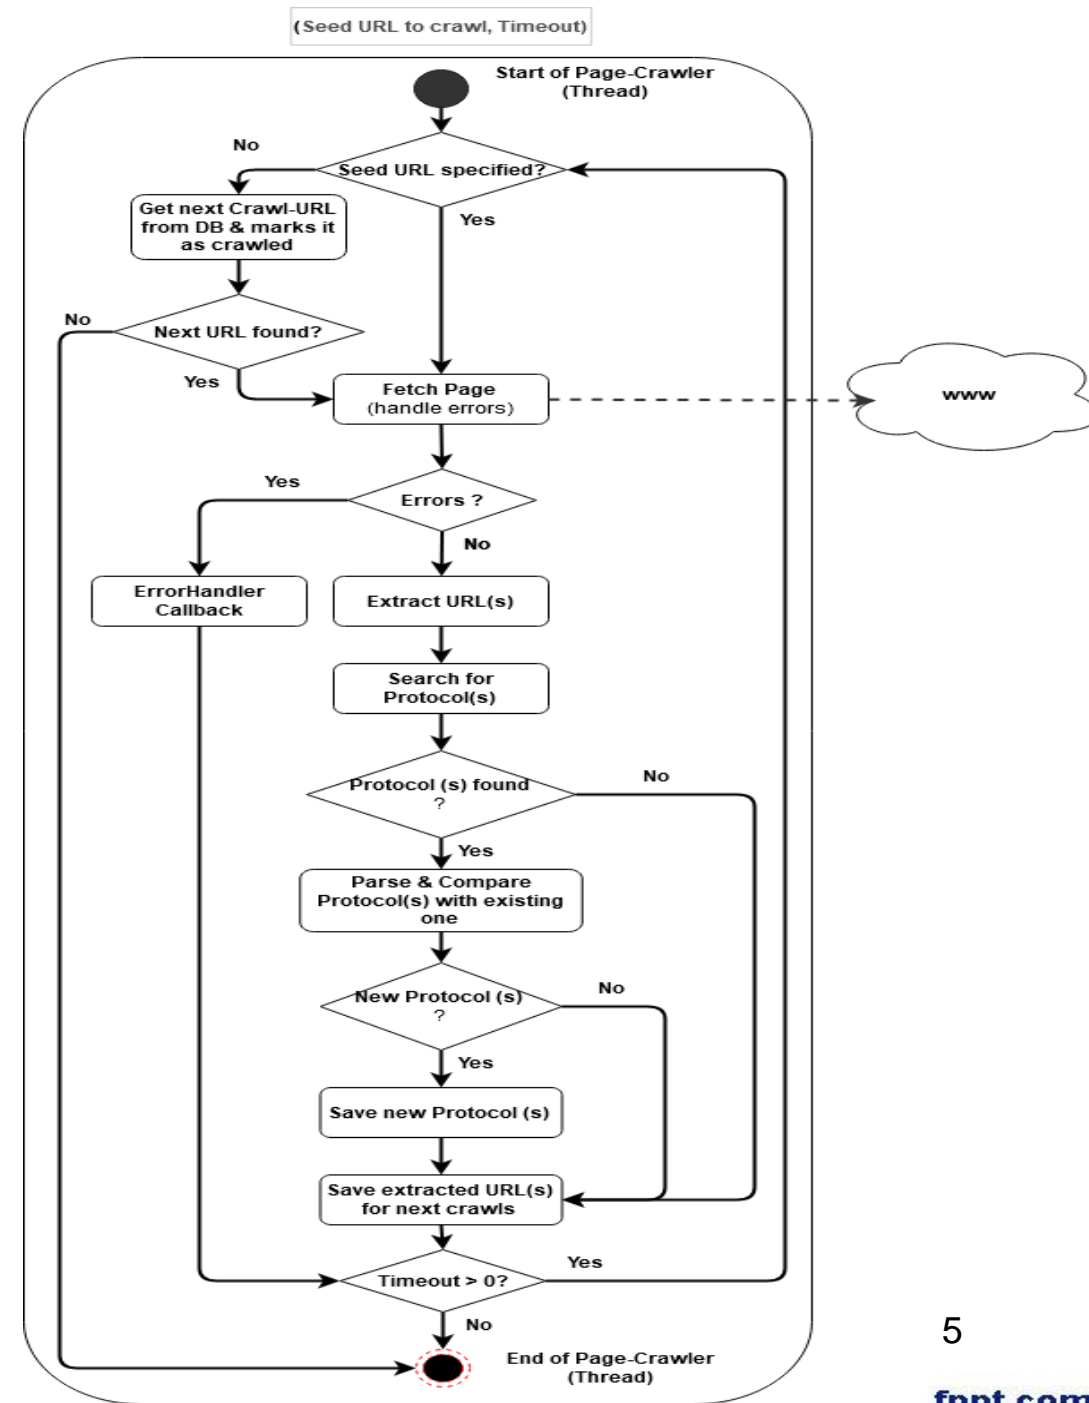 (Seed URL to crawl, Timeout)
Start of Page-Crawler
(Thread)
No
Seed URL specified?
Get next Crawl-URL
from DB & marks it
as crawled
Yes
No
Next URL found?
Yes
Fetch Page
(handle errors)
www
Yes
Errors ?
No
ErrorHandler
Callback
Extract URL(s)
Search for
Protocol(s)
Protocol (s) found
?
No
Yes
Parse & Compare
Protocol(s) with existing
one
New Protocol (s)
?
No
Yes
Save new Protocol (s)
Save extracted URL(s)
for next crawls
Timeout > 0?
Yes
No
End of Page-Crawler
(Thread)
5
fppt.com